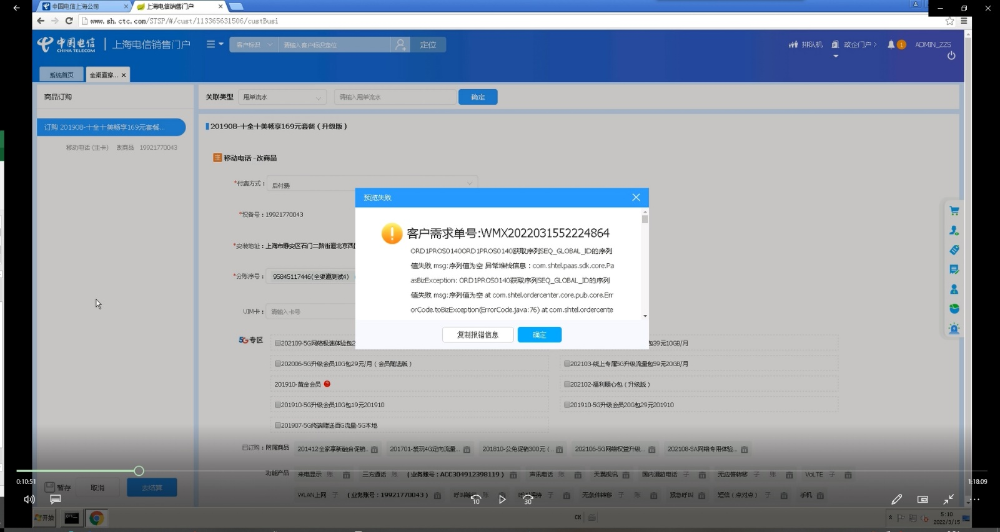 中国电信上海公司
上海电信销售门户
www.sh.ctc.com/STSP/#/cust/113365631506/custBusi
中国电信
CHINA TELECOM
上海电信销售门户
客户标识
请输入客户标识定位
定位
排队机
政企门户
1
ADMIN_ZZS
系统首页
全渠道穿...
商品订购
关联类型
甩单流水
请输入甩单流水
确定
订购 201908-十全十美畅享169元套餐...
移动电话 (主卡) 改商品 19921770043
201908-十全十美畅享169元套餐（升级版）
主 移动电话 -改商品
*付费方式：
后付费
*设备号：19921770043
*安装地址：上海市静安区石门二路街道北京西
*分账序号：
95845117446(全渠道测试4)
UIM卡：
请输入卡号
预览失败
客户需求单号:WMX2022031552224864
ORD1PROS0140ORD1PROS0140获取序列SEQ_GLOBAL_ID的序列
值失败 msg:序列值为空 异常堆栈信息：com.shtel.paas.sdk.core.Pa
asBizException: ORD1PROS0140获取序列SEQ_GLOBAL_ID的序列
值失败 msg:序列值为空 at com.shtel.ordercenter.core.pub.core.Err
orCode.toBizException(ErrorCode.java:76) at com.shtel.ordercente
复制报错信息
确定
5G专区
202109-5G网络极速体验包2
包39元10GB/月
202006-5G升级会员10G包29元/月（会员随选版）
202103-线上专属5G升级流量包59元20GB/月
201910-黄金会员
202102-福利暖心包（升级版）
201910-5G升级会员10G包19元201910
201910-5G升级会员20G包29元201910
201907-5G终端赠送百G流量-5G本地
已订购：附属商品
201412全家享新融合促销
201701-爱玩4G定向流量...
201810-公免促销300元（...
202106-5G网络权益升级...
202108-SA网络专用体验...
功能产品
来电显示 账
三方通话 账 （业务账号：ACC304912398119）
声讯电话 账
天翼视讯
国内漫游电话 子
无应答转移 子 账
VoLTE 子
WLAN上网 子 （业务账号：19921770043）
呼叫等待 账
呼叫保持 子
无条件转移 子 账
紧急呼叫
短信（点对点） 子
手机
暂存
取消
去结算
0:10:51
1:18:09
10
30
开始
CH
5:10
2022/3/15